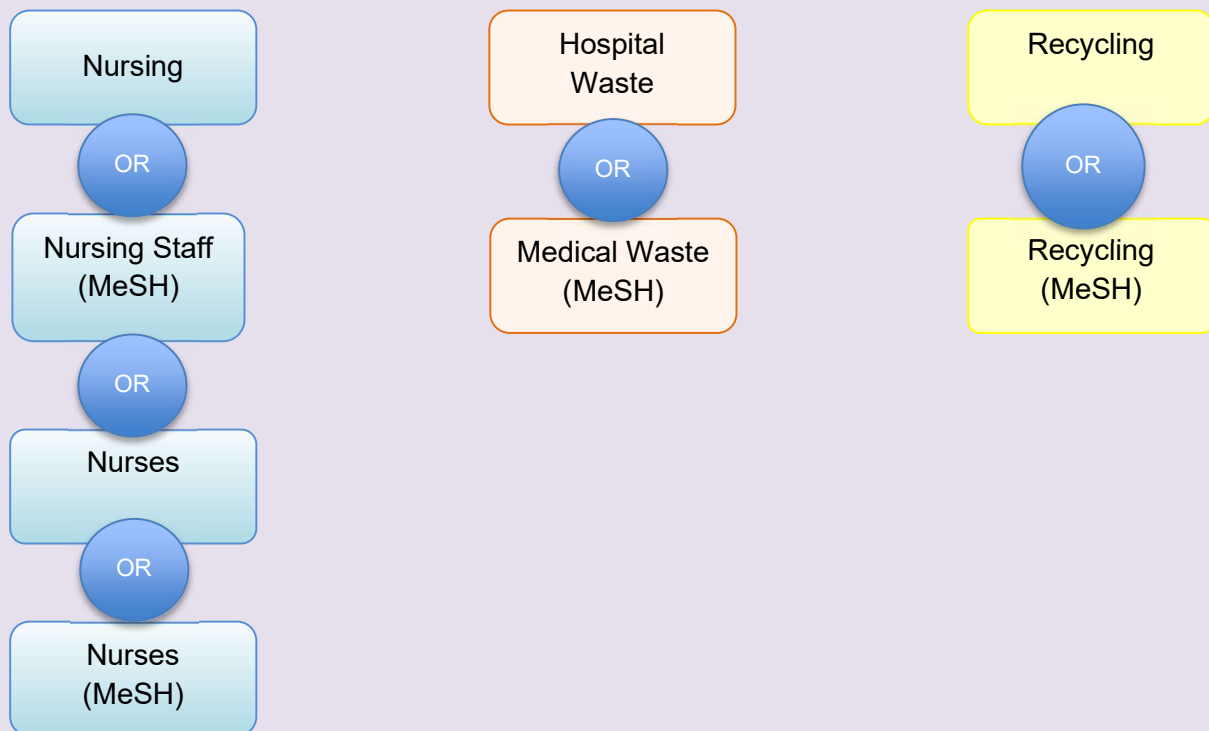 Nursing
OR
Nursing Staff
(MeSH)
OR
Nurses
OR
Nurses
(MeSH)
Hospital
Waste
OR
Medical Waste
(MeSH)
Recycling
OR
Recycling
(MeSH)